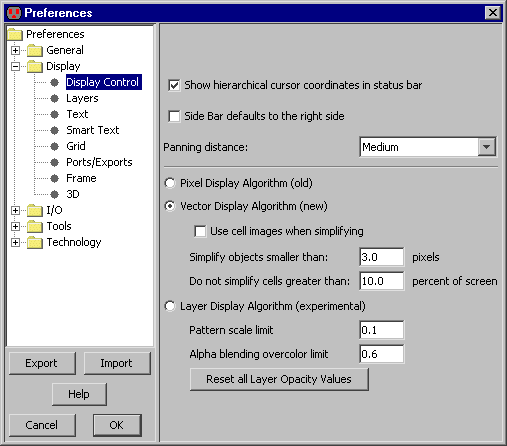 Preferences
Preferences
General
Display
Display Control
Layers
Text
Smart Text
Grid
Ports/Exports
Frame
3D
I/O
Tools
Technology
Export Import
Help
Cancel OK
Show hierarchical cursor coordinates in status bar
Side Bar defaults to the right side
Panning distance: Medium
Pixel Display Algorithm (old)
Vector Display Algorithm (new)
Use cell images when simplifying
Simplify objects smaller than: 3.0 pixels
Do not simplify cells greater than: 10.0 percent of screen
Layer Display Algorithm (experimental)
Pattern scale limit 0.1
Alpha blending overcolor limit 0.6
Reset all Layer Opacity Values